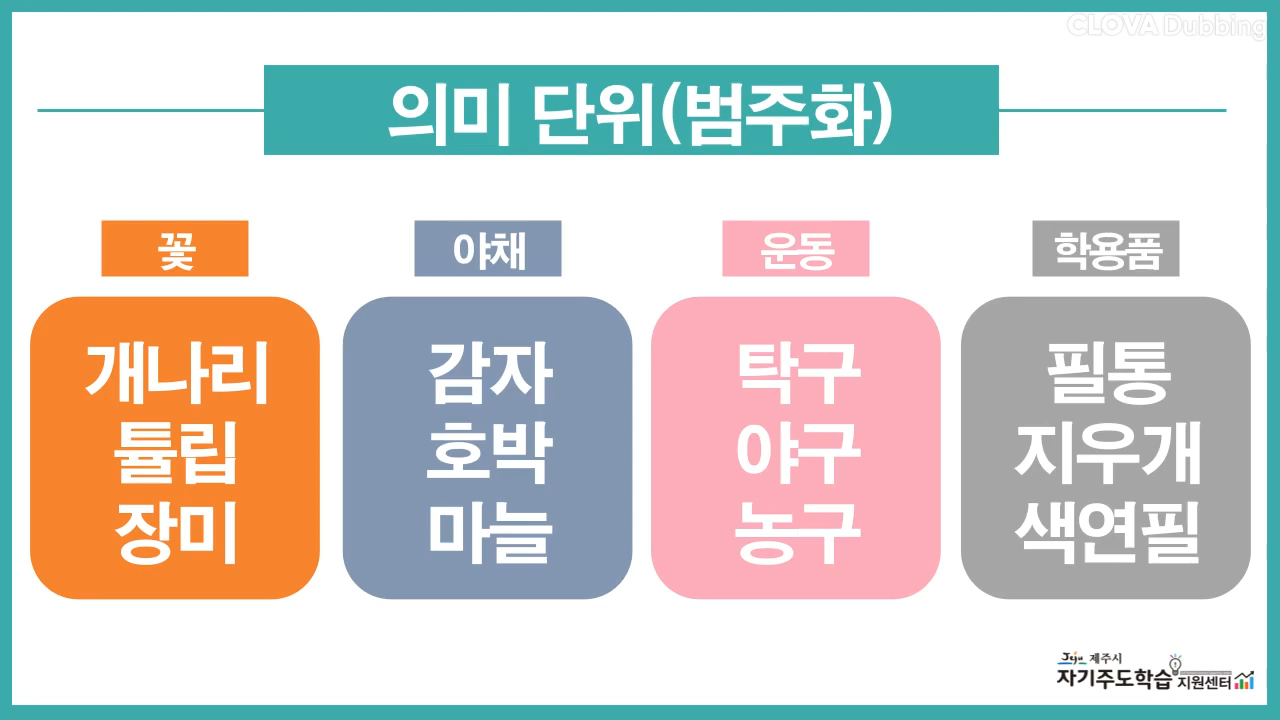 CLOVA Dubbing
의미 단위(범주화)
꽃
개나리
튤립
장미
야채
감자
호박
마늘
운동
탁구
야구
농구
학용품
필통
지우개
색연필
Jeju 제주시
자기주도학습 지원센터